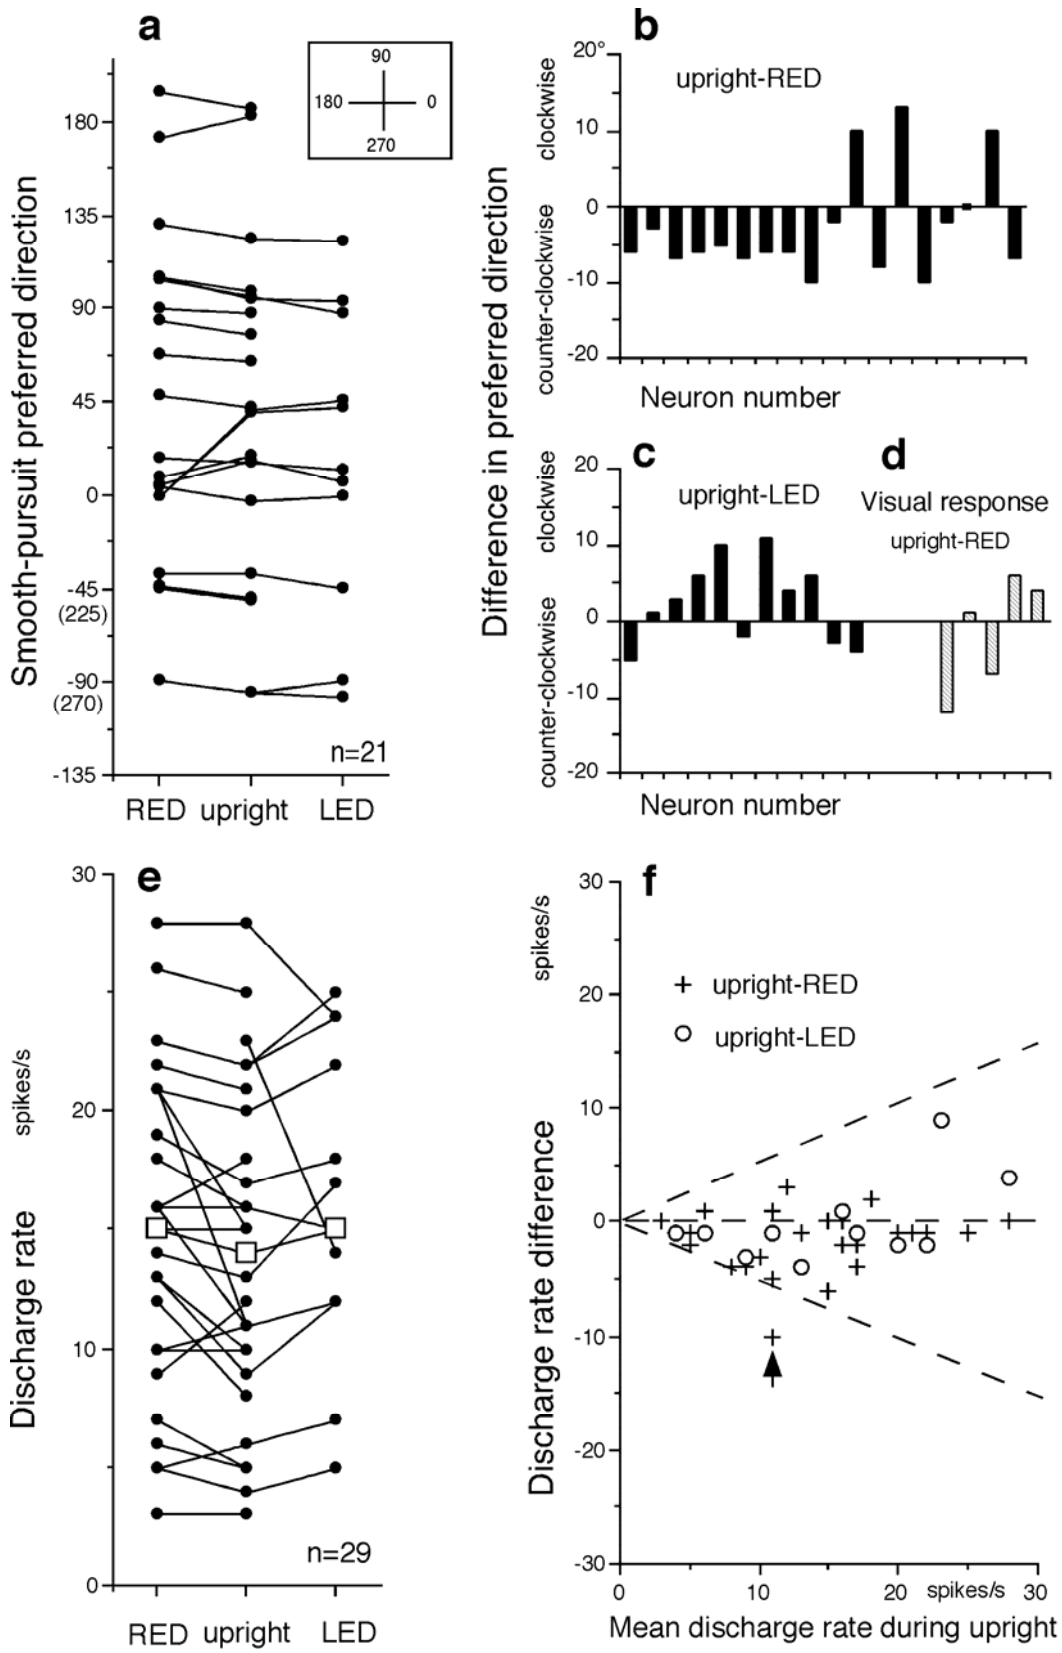 a
Smooth-pursuit preferred direction
180
135
90
45
0
-45
(225)
-90
(270)
-135
90
180
0
270
n=21
RED upright LED
b
Difference in preferred direction
counter-clockwise clockwise
20°
10
0
-10
-20
upright-RED
Neuron number
c
counter-clockwise clockwise
20
10
0
-10
-20
upright-LED
Neuron number
d
Visual response
upright-RED
e
Discharge rate spikes/s
30
20
10
0
n=29
RED upright LED
f
Discharge rate difference spikes/s
30
20
10
0
-10
-20
-30
upright-RED
upright-LED
0 10 20 spikes/s 30
Mean discharge rate during upright